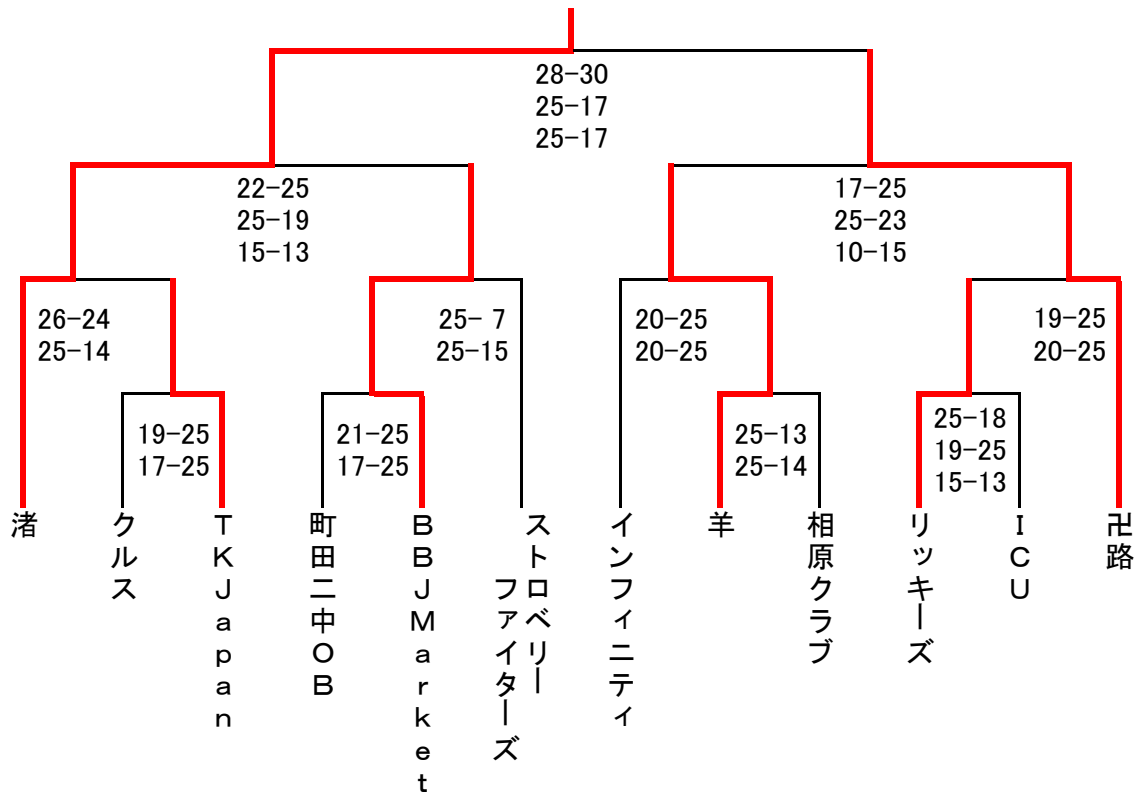 28-30
25-17
25-17
22-25
25-19
15-13
17-25
25-23
10-15
26-24
25-14
25- 7
25-15
20-25
20-25
19-25
20-25
19-25
17-25
21-25
17-25
25-13
25-14
25-18
19-25
15-13
渚
クルス
TKJapan
町田二中OB
BBJMarket
ストロベリー
ファイターズ
インフィニティ
羊
相原クラブ
リッキーズ
ICU
卍路